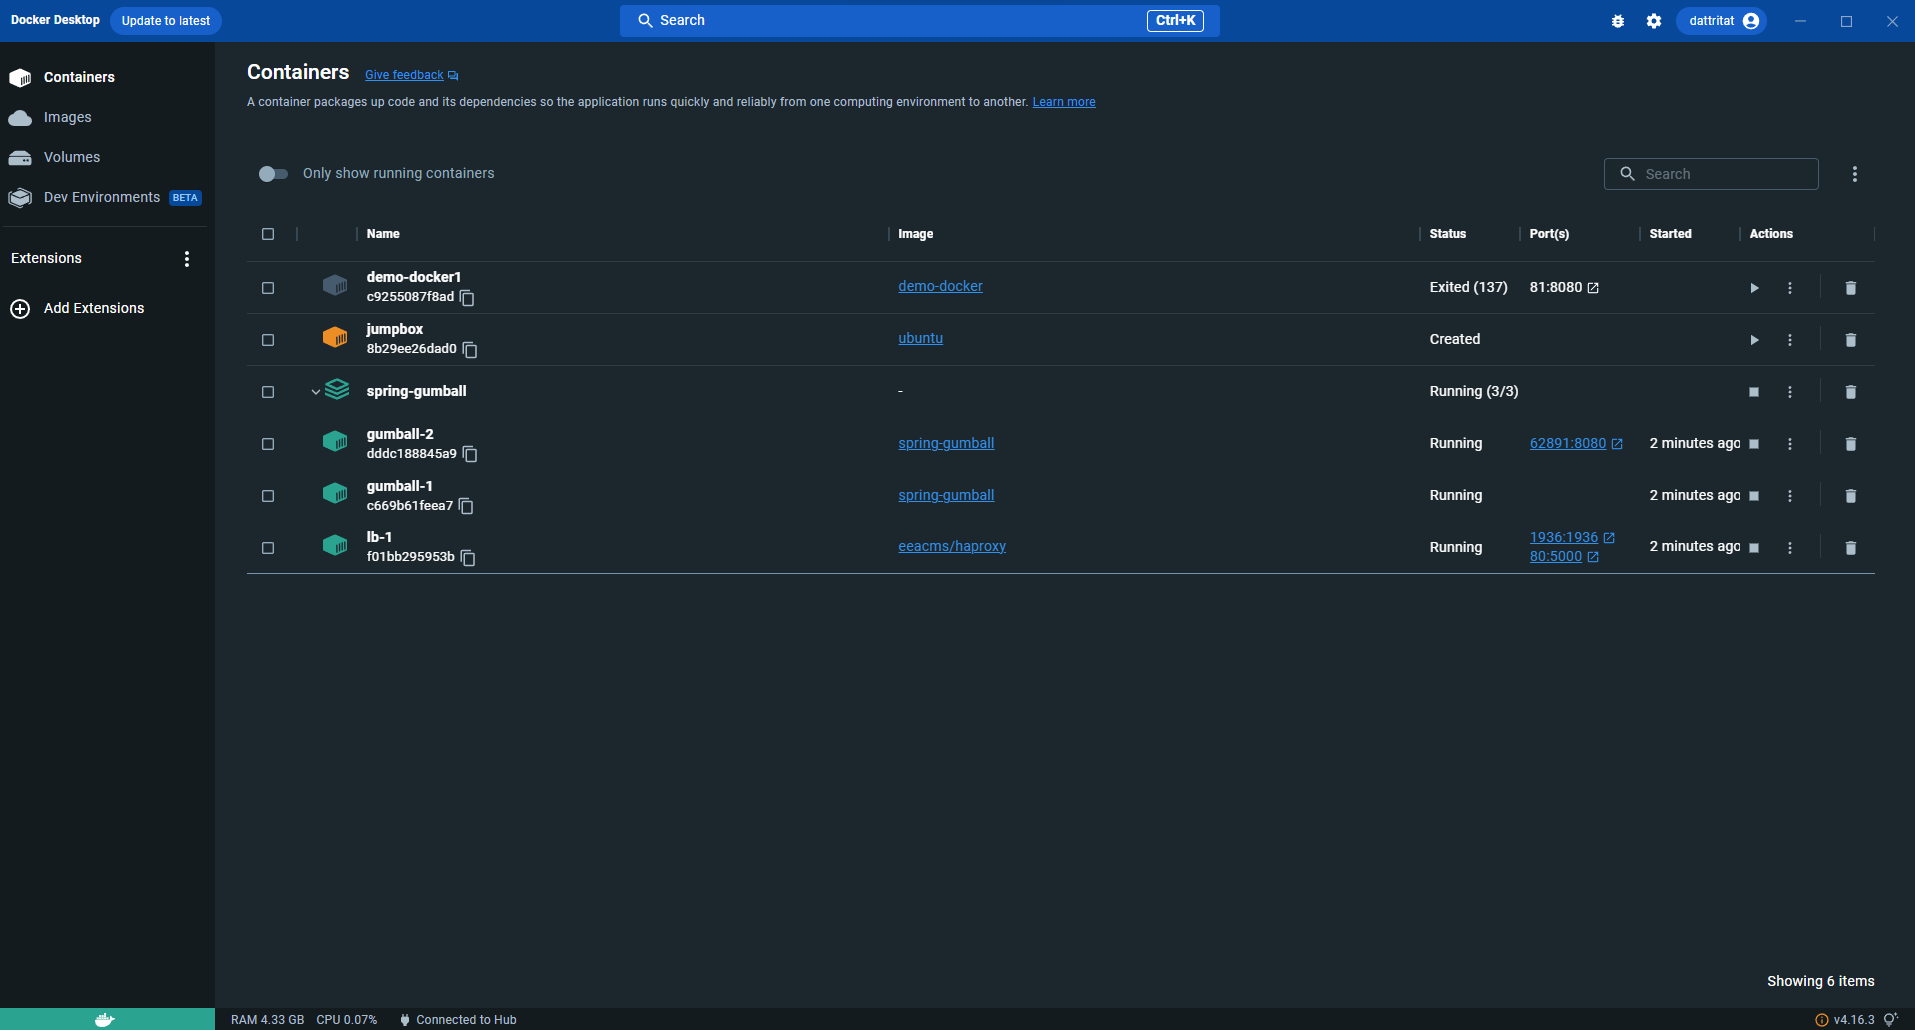 Docker Desktop Update to latest Search Ctrl+K dattritat
Containers
Images
Volumes
Dev Environments BETA
Extensions
Add Extensions
Containers Give feedback
A container packages up code and its dependencies so the application runs quickly and reliably from one computing environment to another. Learn more
Only show running containers Search
Name Image Status Port(s) Started Actions
demo-docker1
c9255087f8ad demo-docker Exited (137) 81:8080
jumpbox
8b29ee26dad0 ubuntu Created
spring-gumball - Running (3/3)
gumball-2
dddc188845a9 spring-gumball Running 62891:8080 2 minutes ago
gumball-1
c669b61feea7 spring-gumball Running 2 minutes ago
lb-1
f01bb295953b eeacms/haproxy Running 1936:1936 2 minutes ago
80:5000
Showing 6 items
RAM 4.33 GB CPU 0.07% Connected to Hub v4.16.3